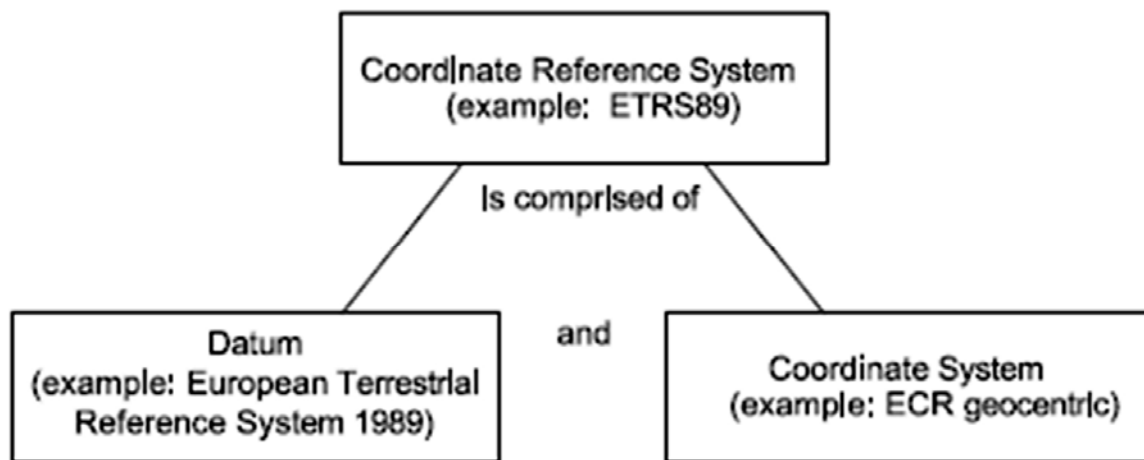 Coordinate Reference System
(example: ETRS89)
is comprised of
Datum
(example: European Terrestrial
Reference System 1989)
and
Coordinate System
(example: ECR geocentric)